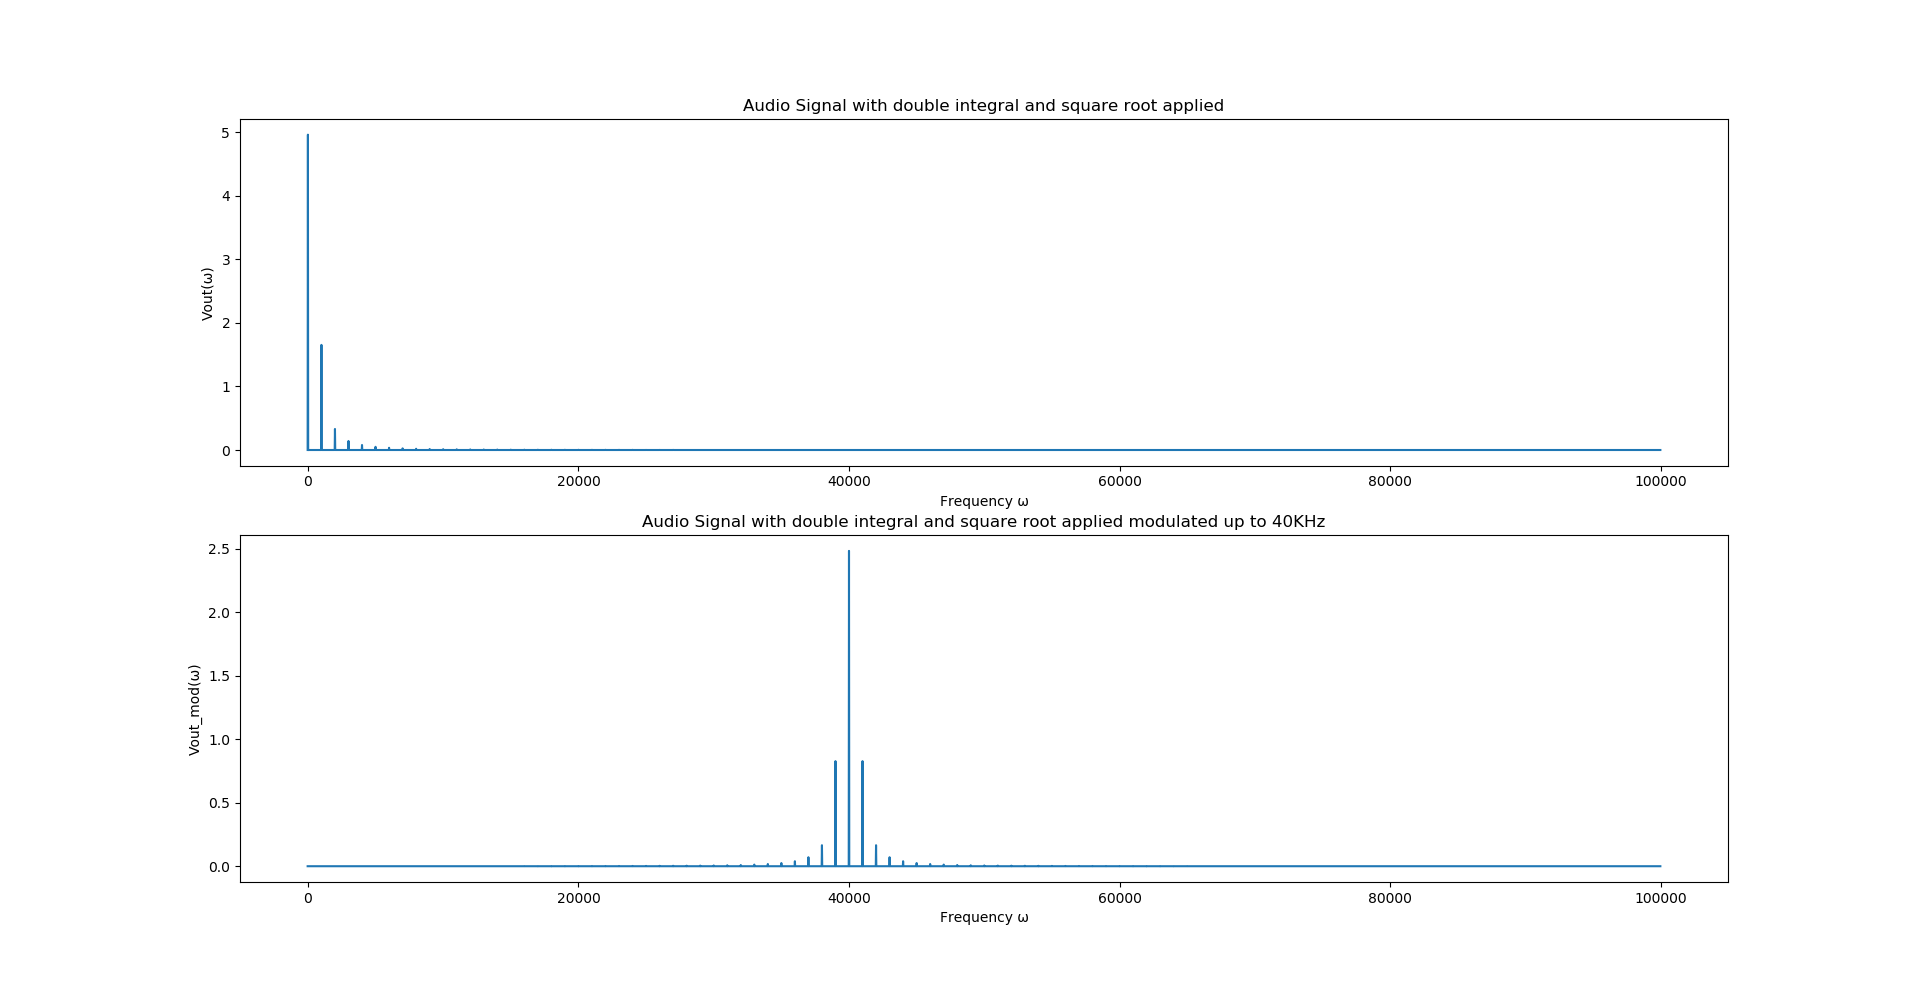 Audio Signal with double integral and square root applied
5
4
3
2
1
0
Vout(ω)
0 20000 40000 60000 80000 100000
Frequency ω
Audio Signal with double integral and square root applied modulated up to 40KHz
2.5
2.0
1.5
1.0
0.5
0.0
Vout_mod(ω)
0 20000 40000 60000 80000 100000
Frequency ω